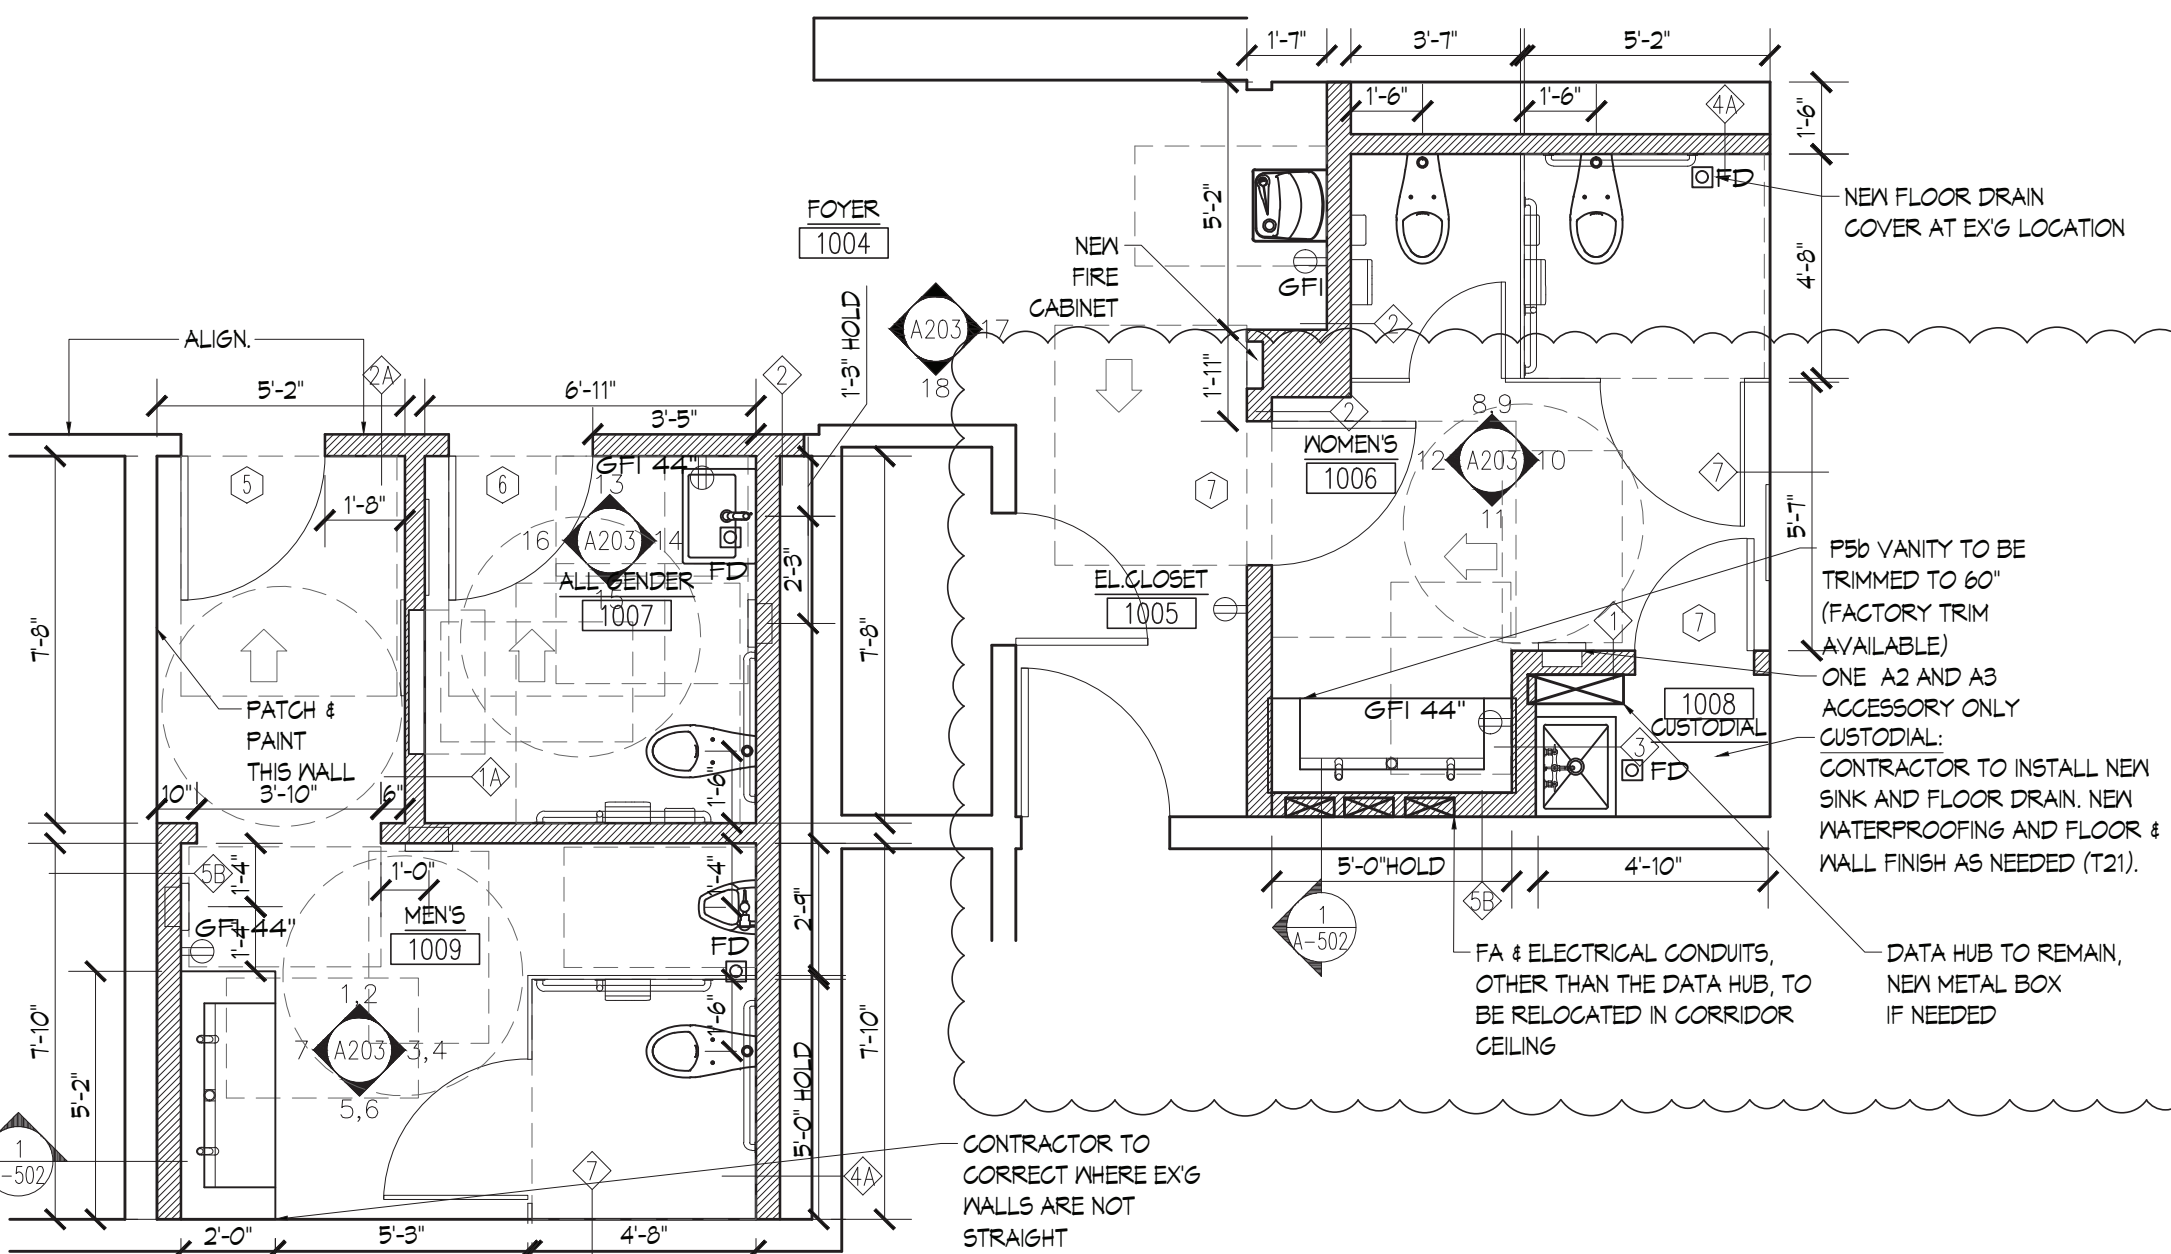 1'-7"
3'-7"
5'-2"
1'-6"
1'-6"
4A
1'-6"
5'-2"
FD
NEW FLOOR DRAIN
COVER AT EX'G LOCATION
4'-8"
FOYER
1004
NEW
FIRE
CABINET
GFI
2
1'-3" HOLD
A203
17
18
1'-11"
ALIGN.
2A
2
5'-2"
6'-11"
3'-5"
2
8,9
WOMEN'S
1006
12
A203
10
11
7
7
5'-7"
5
6
GFI 44"
13
1'-8"
16
A203
14
15
FD
ALL GENDER
1007
2'-3"
7'-8"
7'-8"
EL.CLOSET
1005
1
7
P5b VANITY TO BE
TRIMMED TO 60"
(FACTORY TRIM
AVAILABLE)
ONE A2 AND A3
ACCESSORY ONLY
PATCH &
PAINT
THIS WALL
1A
1'-6"
GFI 44"
1008
CUSTODIAL
3
FD
CUSTODIAL:
CONTRACTOR TO INSTALL NEW
SINK AND FLOOR DRAIN. NEW
WATERPROOFING AND FLOOR &
WALL FINISH AS NEEDED (T21).
10"
3'-10"
6"
5B
1'-4"
1'-0"
1'-4"
GFI 44"
1'-4"
MEN'S
1009
FD
2'-9"
5'-0"HOLD
4'-10"
5B
1
A-502
FA & ELECTRICAL CONDUITS,
OTHER THAN THE DATA HUB, TO
BE RELOCATED IN CORRIDOR
CEILING
DATA HUB TO REMAIN,
NEW METAL BOX
IF NEEDED
7'-10"
5'-2"
1,2
7
A203
3,4
5,6
1'-6"
5'-0" HOLD
7'-10"
1
-502
7
4A
CONTRACTOR TO
CORRECT WHERE EX'G
WALLS ARE NOT
STRAIGHT
2'-0"
5'-3"
4'-8"